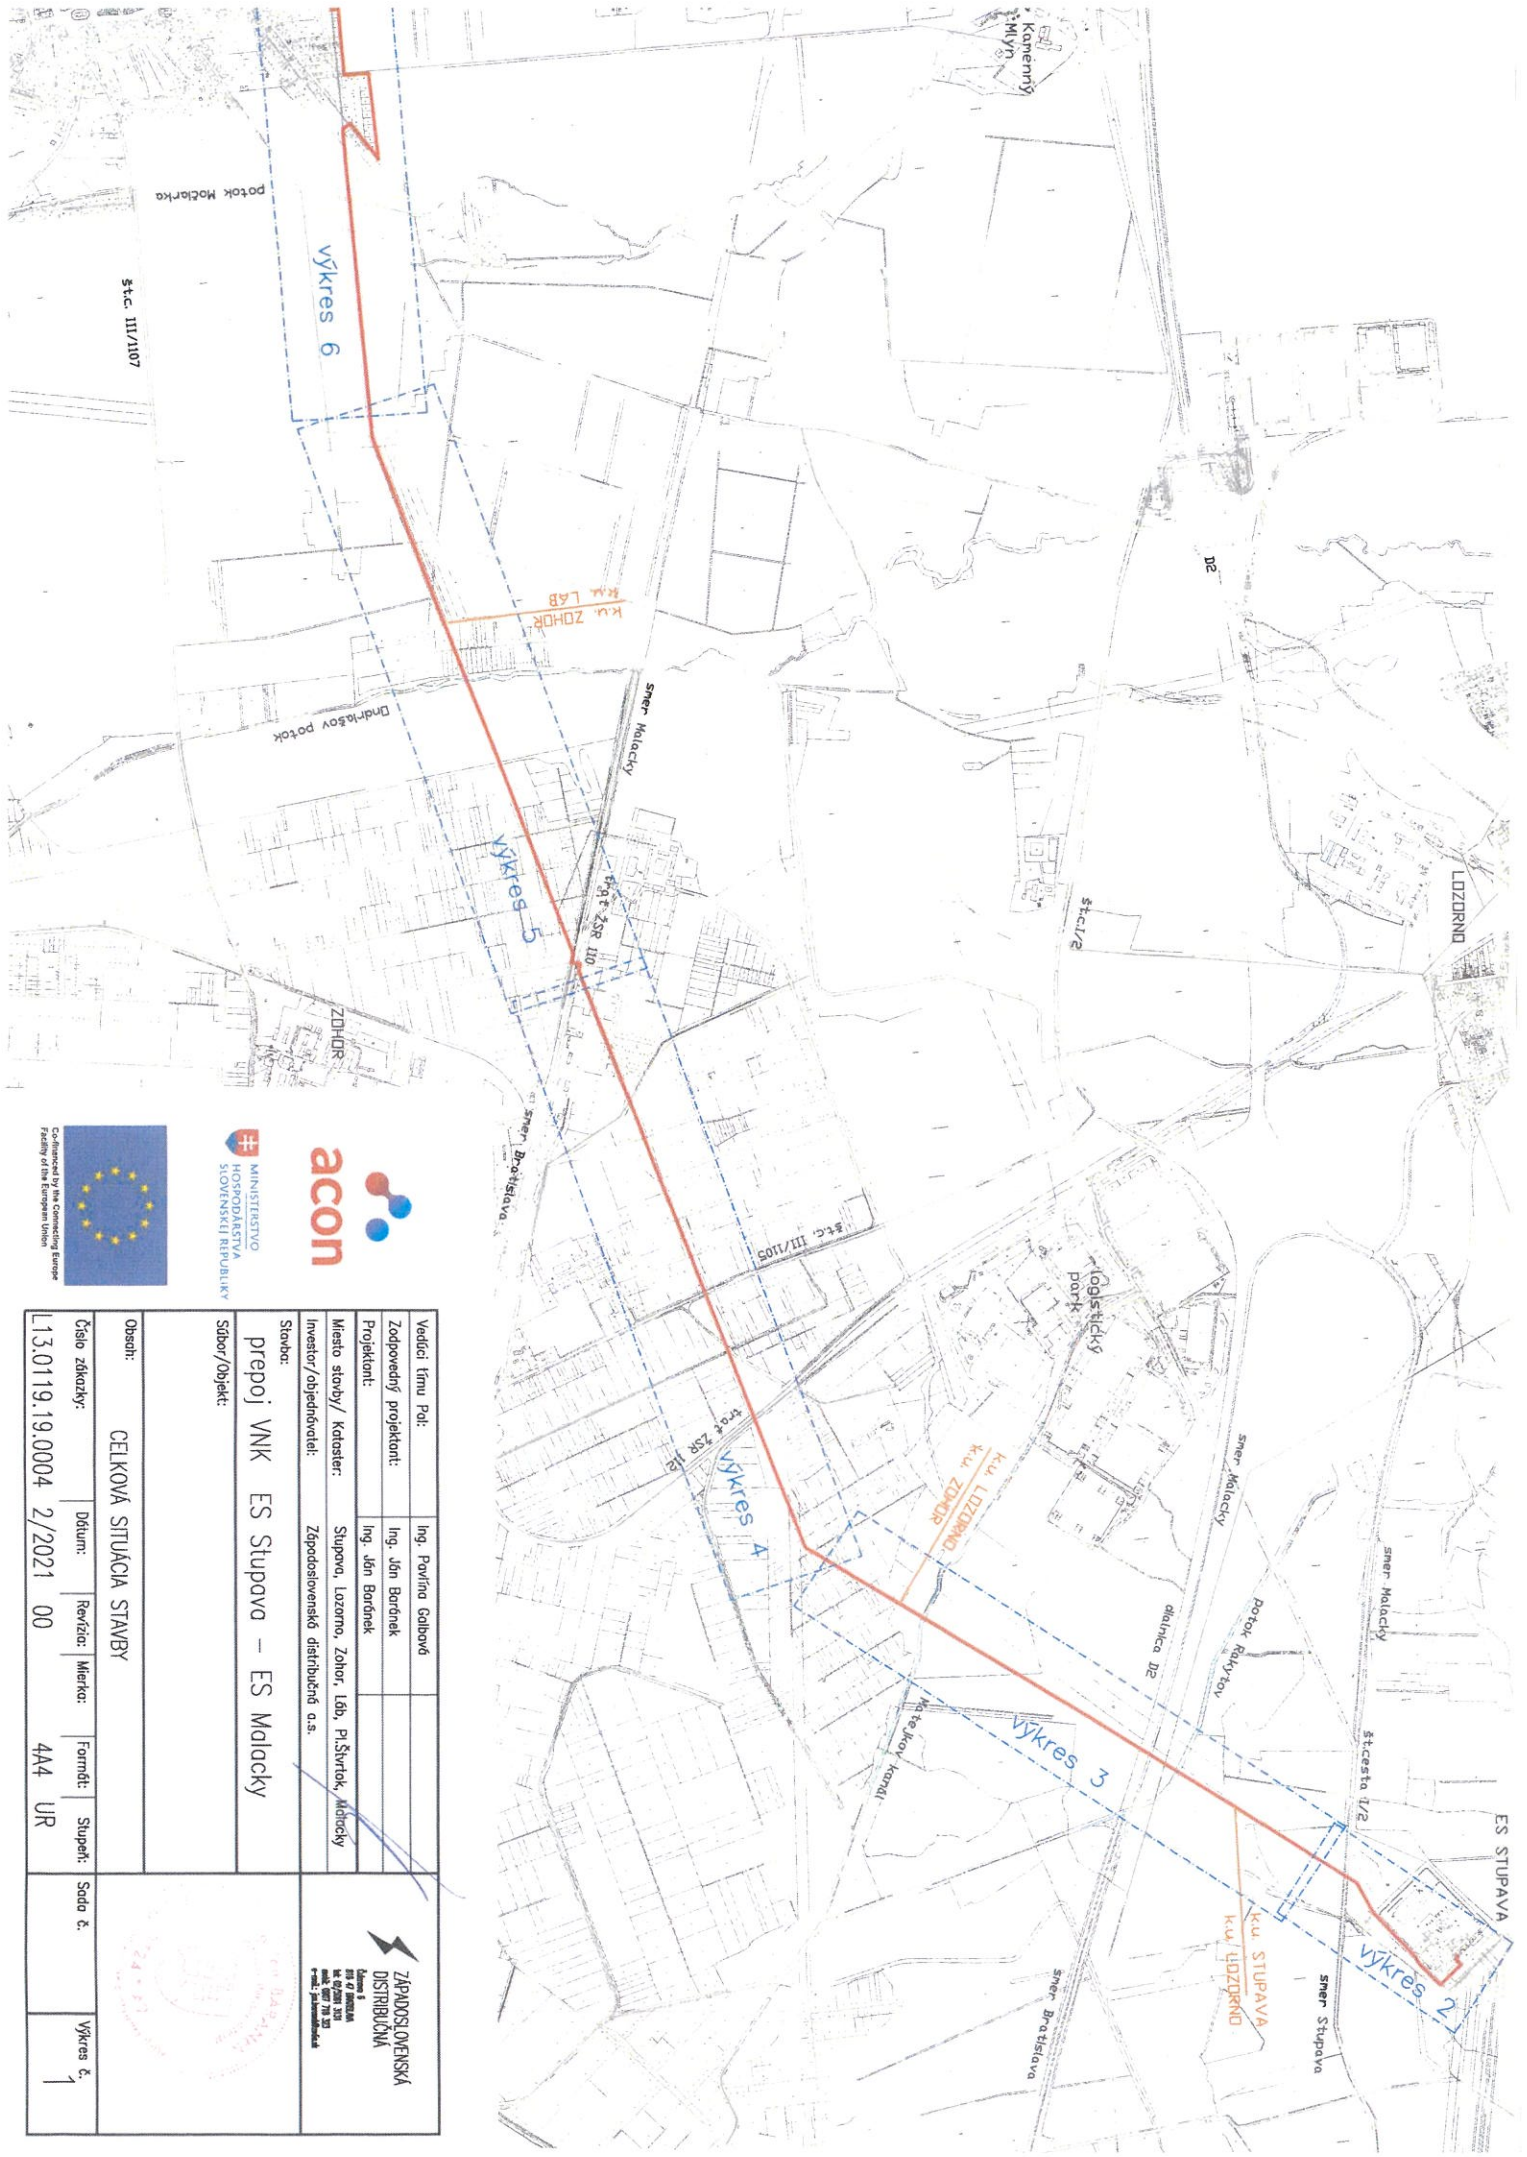 Kamenný
Mlýn
potok Močiarka
št.c. III/1107
výkres 6
D2
k.u. LÁB
k.u. ZOHOR
smer Malacky
Ondriašov potok
výkres 5
trať ŽSR 110
št.c.I/2
LOZORNO
ZOHOR
smer Bratislava
št.c. III/1105
logistický
park
trať ŽSR 112
výkres 4
k.u. LOZORNO
k.u. ZOHOR
smer Malacky
smer Malacky
diaľnica D2
potok Rakytov
Matejkov kanál
výkres 3
št.cesta I/2
ES STUPAVA
výkres 2
k.u. STUPAVA
k.u. LOZORNO
smer Stupava
smer Bratislava
acon
MINISTERSTVO
HOSPODÁRSTVA
SLOVENSKEJ REPUBLIKY
Co-financed by the Connecting Europe
Facility of the European Union
Vedúci tímu PaI: Ing. Pavlína Galbavá
Zodpovedný projektant: Ing. Ján Baránek
Projektant: Ing. Ján Baránek
Miesto stavby/ Kataster: Stupava, Lozorno, Zohor, Láb, Pl.Štvrtok, Malacky
Investor/objednávateľ: Západoslovenská distribučná a.s.
Stavba:
prepoj VNK ES Stupava – ES Malacky
Súbor/Objekt:
Obsah:
CELKOVÁ SITUÁCIA STAVBY
Číslo zákazky: Dátum: Revízia: Mierka: Formát: Stupeň: Sada č. Výkres č.
L13.0119.19.0004 2/2021 00 4A4 UR 1
ZÁPADOSLOVENSKÁ
DISTRIBUČNÁ